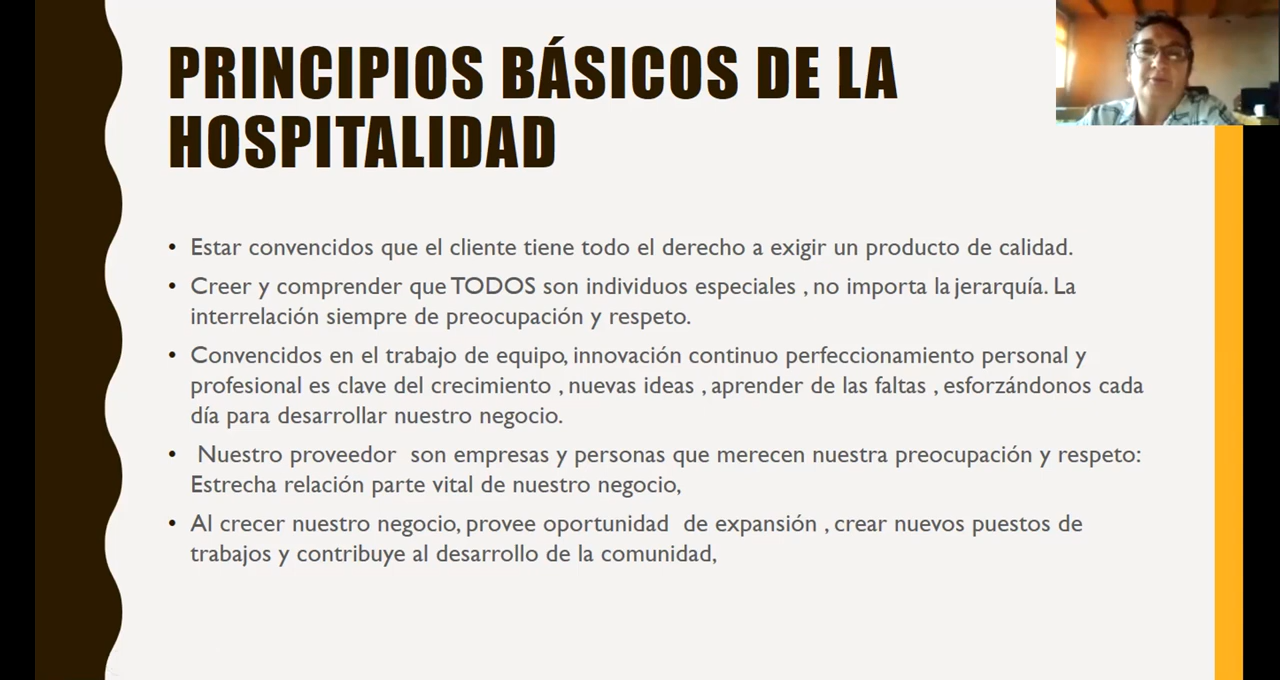 PRINCIPIOS BÁSICOS DE LA
HOSPITALIDAD
• Estar convencidos que el cliente tiene todo el derecho a exigir un producto de calidad.
• Creer y comprender que TODOS son individuos especiales , no importa la jerarquía. La
interrelación siempre de preocupación y respeto.
• Convencidos en el trabajo de equipo, innovación continuo perfeccionamiento personal y
profesional es clave del crecimiento , nuevas ideas , aprender de las faltas , esforzándonos cada
día para desarrollar nuestro negocio.
• Nuestro proveedor  son empresas y personas que merecen nuestra preocupación y respeto:
Estrecha relación parte vital de nuestro negocio,
• Al crecer nuestro negocio, provee oportunidad  de expansión , crear nuevos puestos de
trabajos y contribuye al desarrollo de la comunidad,